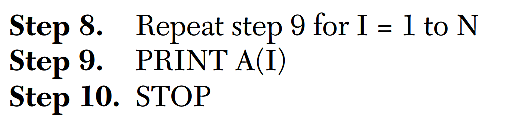 Step 8. Repeat step 9 for I = 1 to N
Step 9. PRINT A(I)
Step 10. STOP